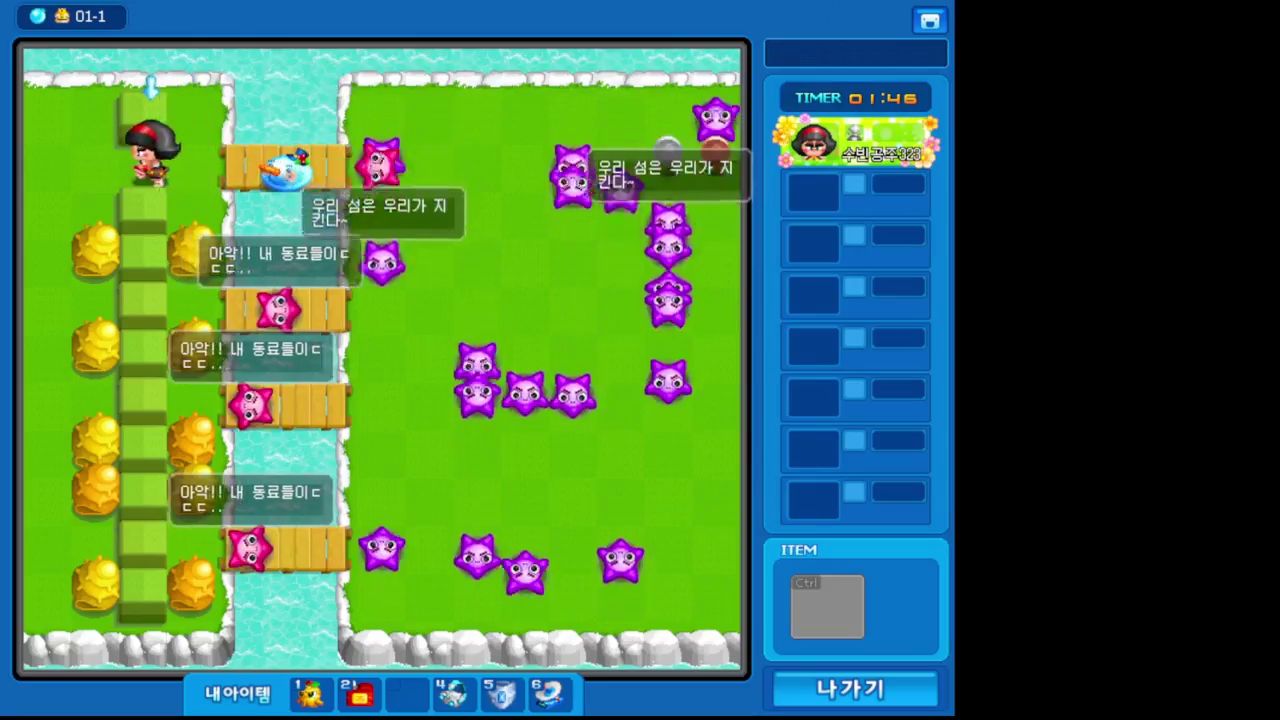 01-1
TIMER 01:46
수빈공주323
우리 섬은 우리가 지
킨다~
우리 섬은 우리가 지
킨다~
아악!! 내 동료들이ㄷ
ㄷㄷ..
아악!! 내 동료들이ㄷ
ㄷㄷ..
아악!! 내 동료들이ㄷ
ㄷㄷ..
ITEM
Ctrl
내아이템
1
2
4
5
6
나가기